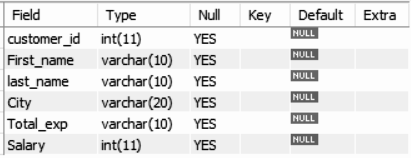 Field Type Null Key Default Extra
customer_id int(11) YES NULL
First_name varchar(10) YES NULL
last_name varchar(10) YES NULL
City varchar(20) YES NULL
Total_exp varchar(10) YES NULL
Salary int(11) YES NULL